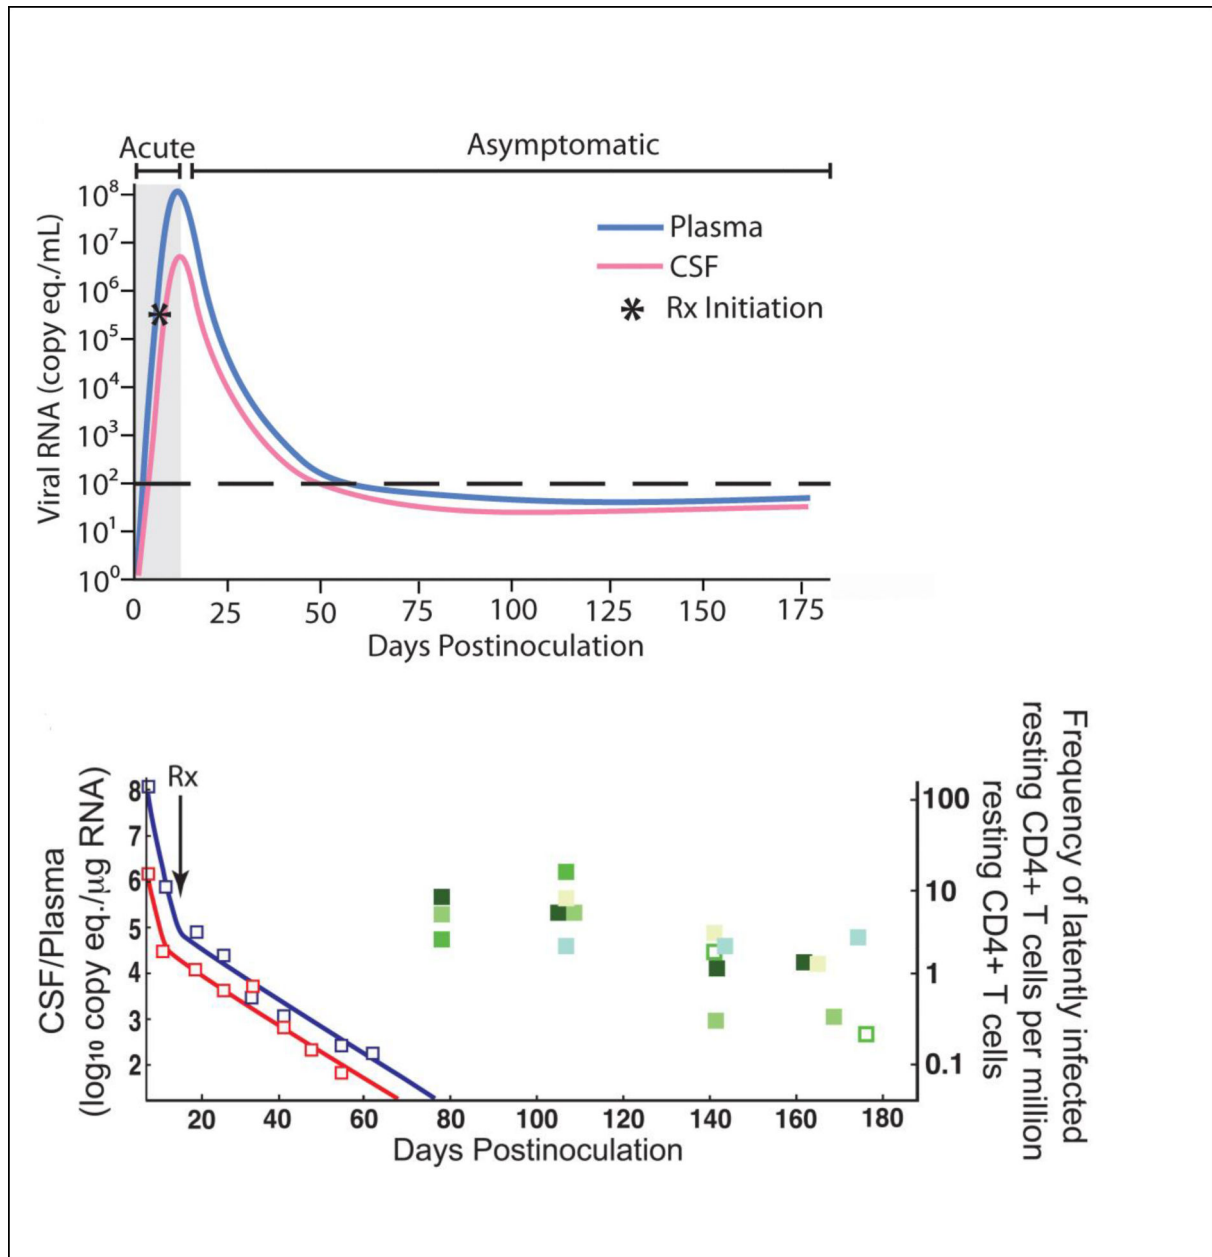 Acute
Asymptomatic
Viral RNA (copy eq./mL)
10⁸
10⁷
10⁶
10⁵
10⁴
10³
10²
10¹
10⁰
Plasma
CSF
* Rx Initiation
*
0 25 50 75 100 125 150 175
Days Postinoculation
CSF/Plasma
(log₁₀ copy eq./µg RNA)
Rx
8
7
6
5
4
3
2
100
10
1
0.1
Frequency of latently infected
resting CD4+ T cells per million
resting CD4+ T cells
20 40 60 80 100 120 140 160 180
Days Postinoculation